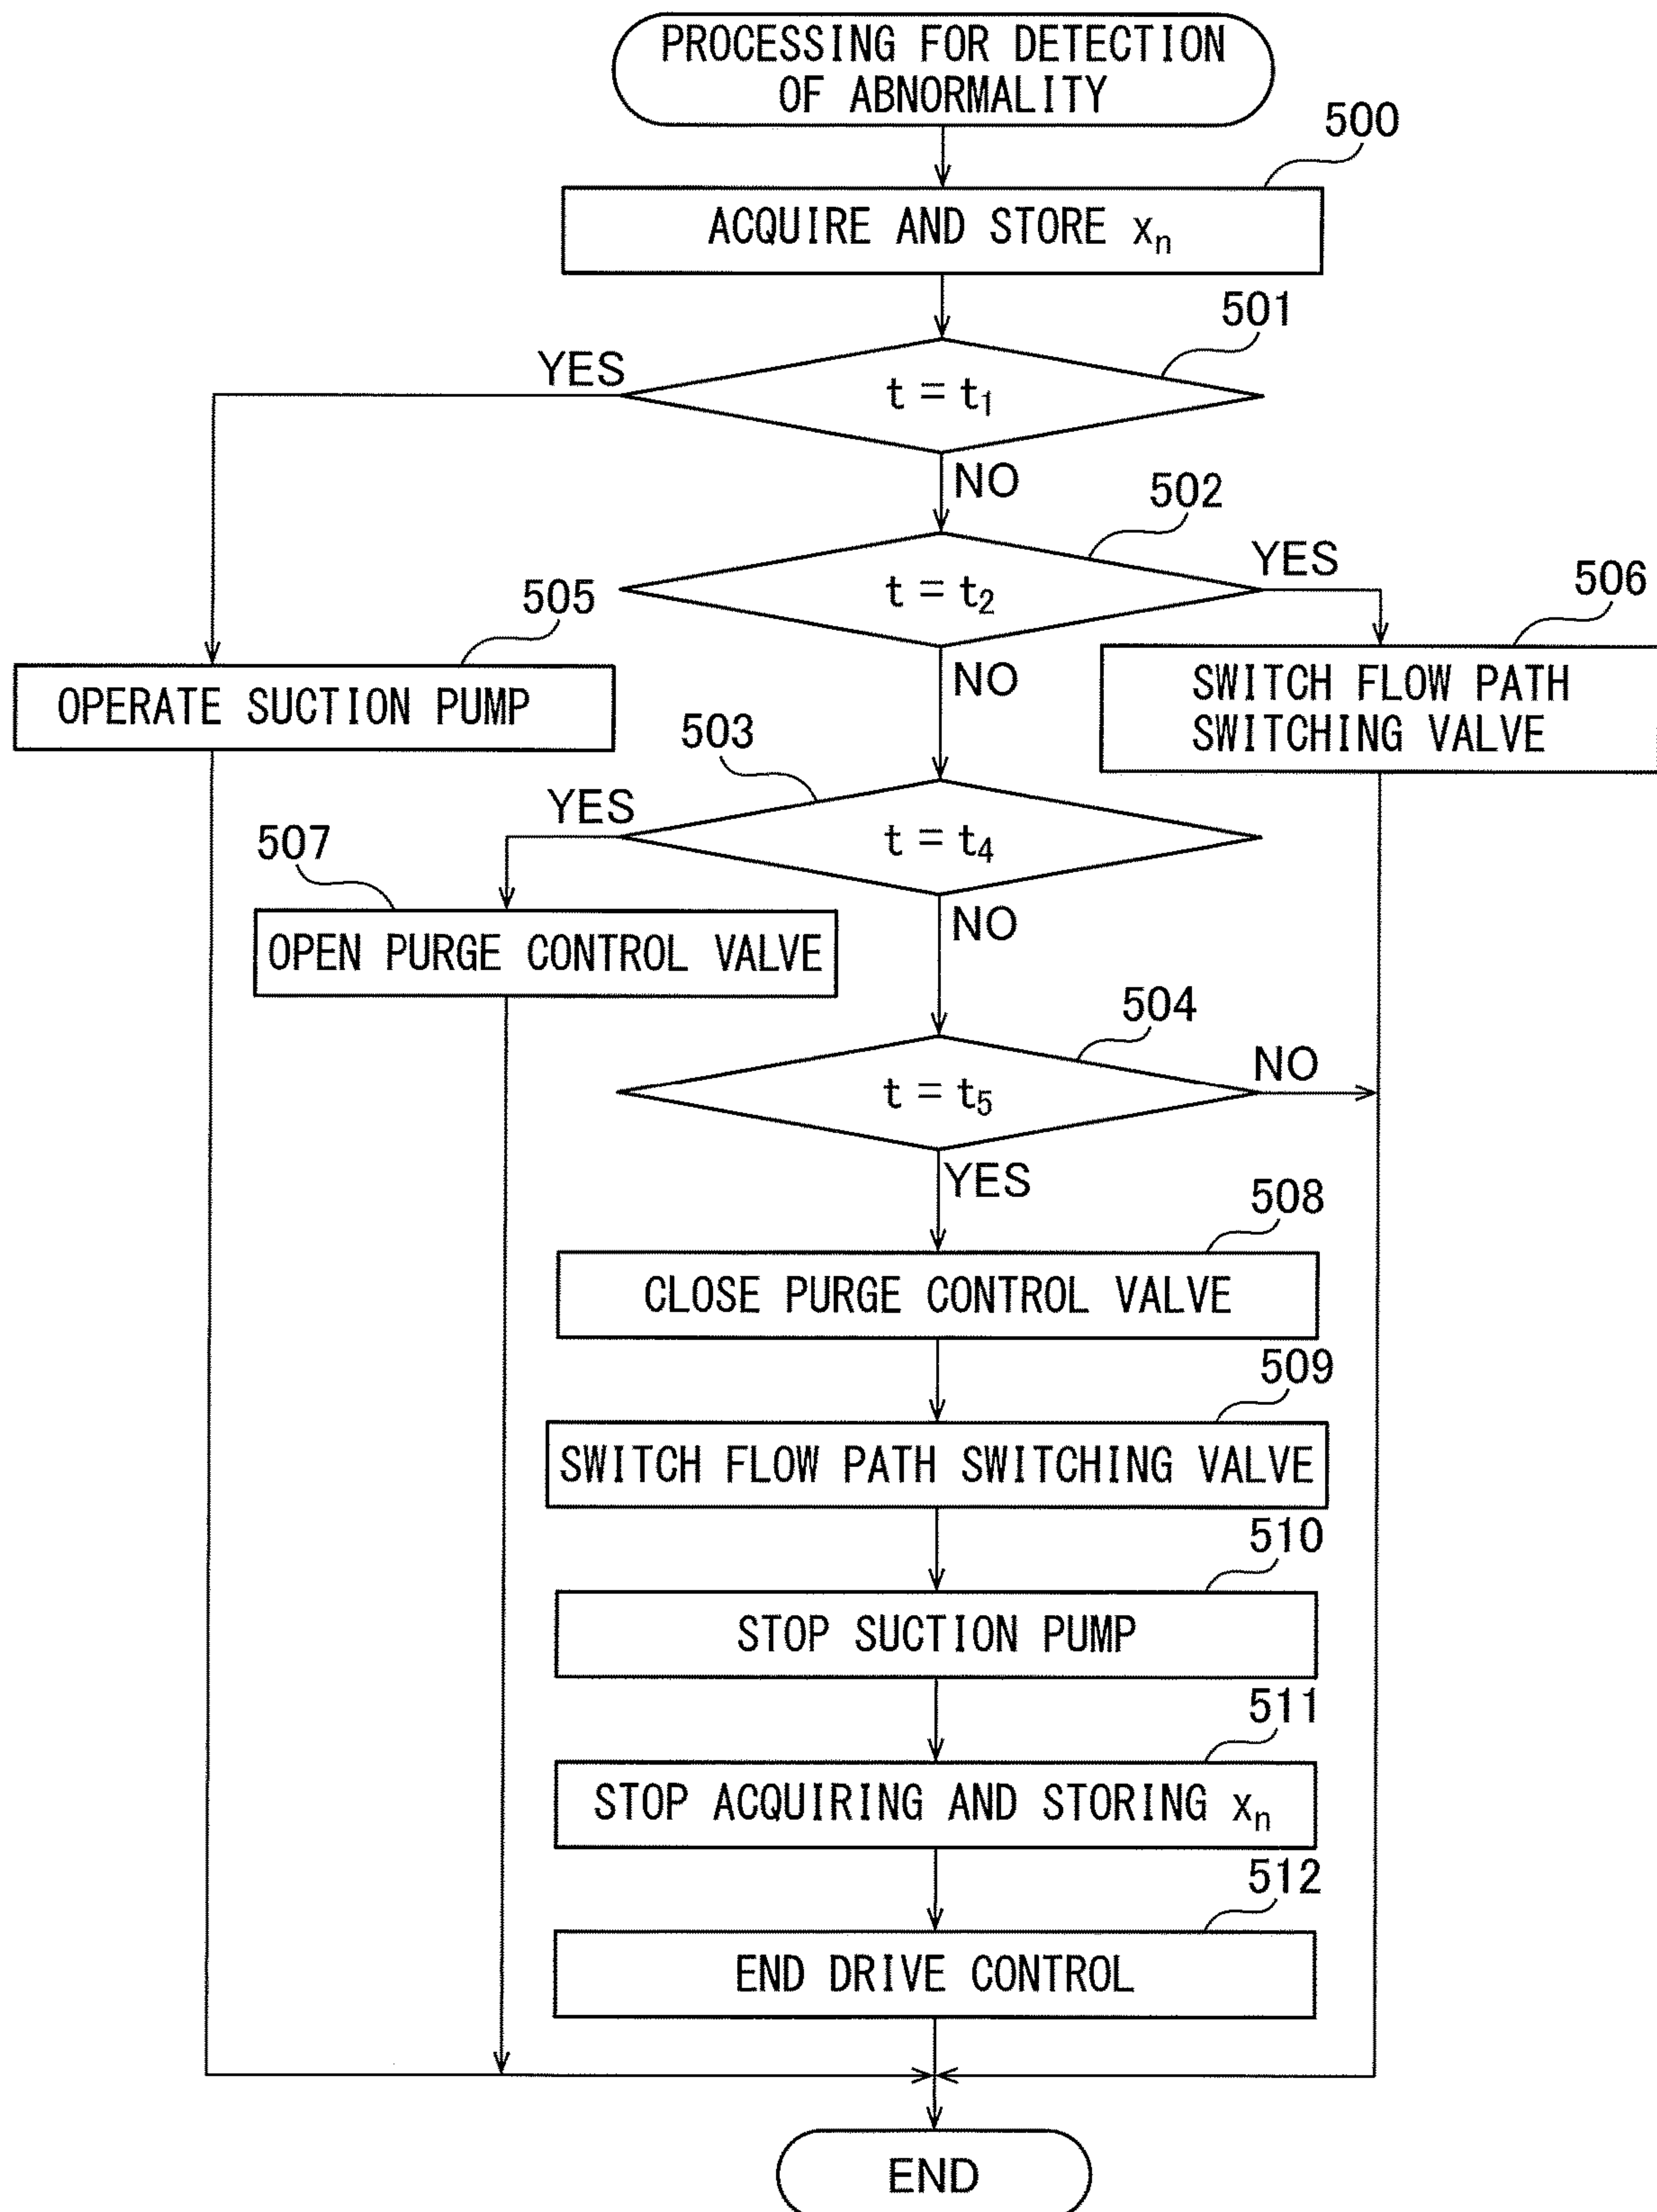 PROCESSING FOR DETECTION
OF ABNORMALITY
500
ACQUIRE AND STORE xn
501
YES
t = t1
NO
502
YES
t = t2
505
506
NO
OPERATE SUCTION PUMP
SWITCH FLOW PATH
SWITCHING VALVE
503
YES
t = t4
507
NO
OPEN PURGE CONTROL VALVE
504
NO
t = t5
YES
508
CLOSE PURGE CONTROL VALVE
509
SWITCH FLOW PATH SWITCHING VALVE
510
STOP SUCTION PUMP
511
STOP ACQUIRING AND STORING xn
512
END DRIVE CONTROL
END